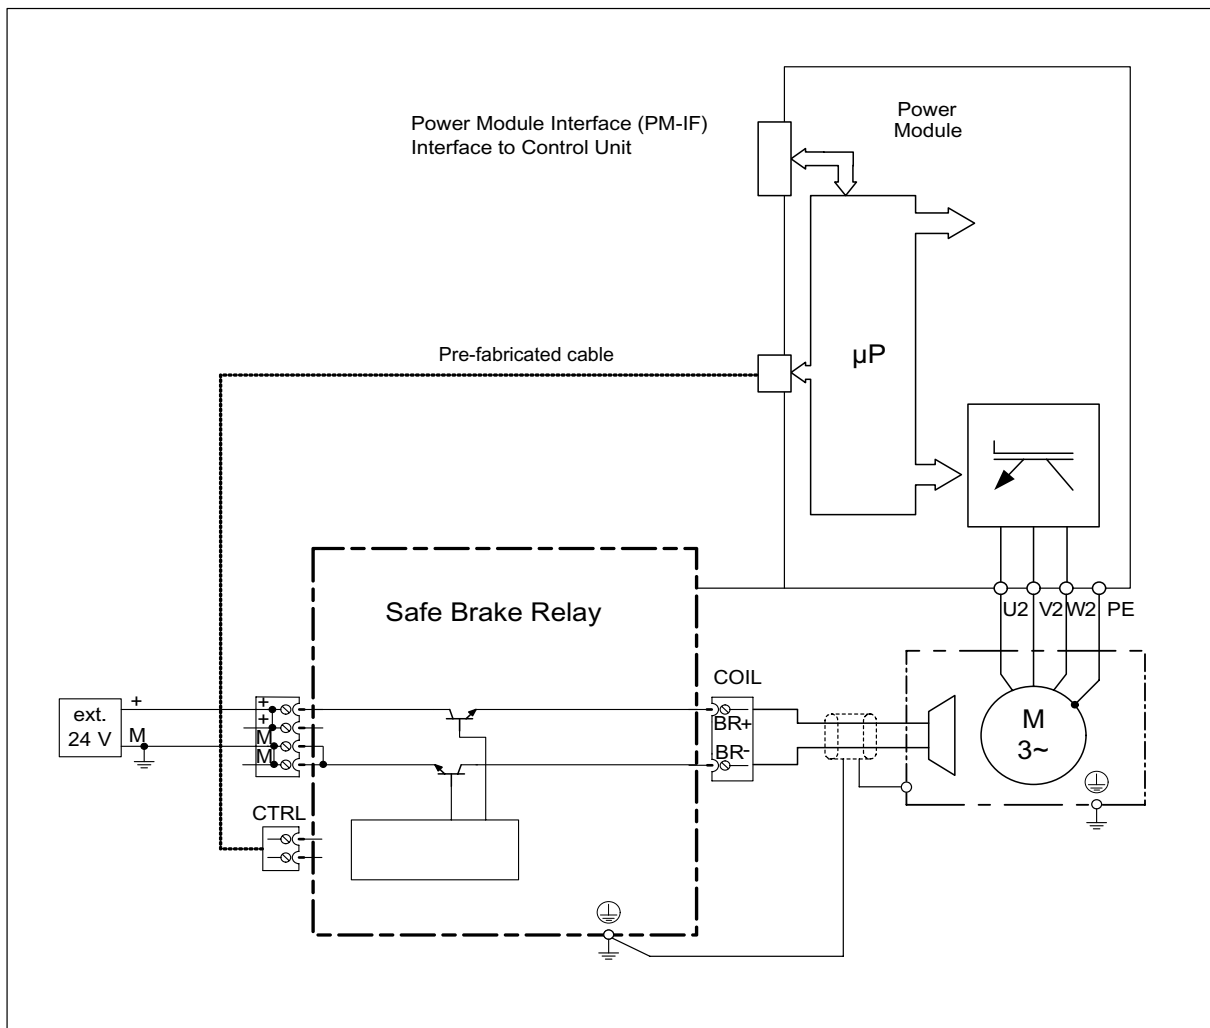 Power
Module
Power Module Interface (PM-IF)
Interface to Control Unit
Pre-fabricated cable
µP
Safe Brake Relay
U2
V2
W2
PE
COIL
ext.
24 V
+
M
+
+
M
M
BR+
BR-
M
3~
CTRL